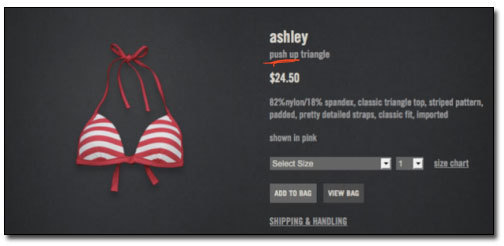 ashley
push up triangle
$24.50
82%nylon/18% spandex, classic triangle top, striped pattern,
padded, pretty detailed straps, classic fit, imported
shown in pink
Select Size 1 size chart
ADD TO BAG VIEW BAG
SHIPPING & HANDLING